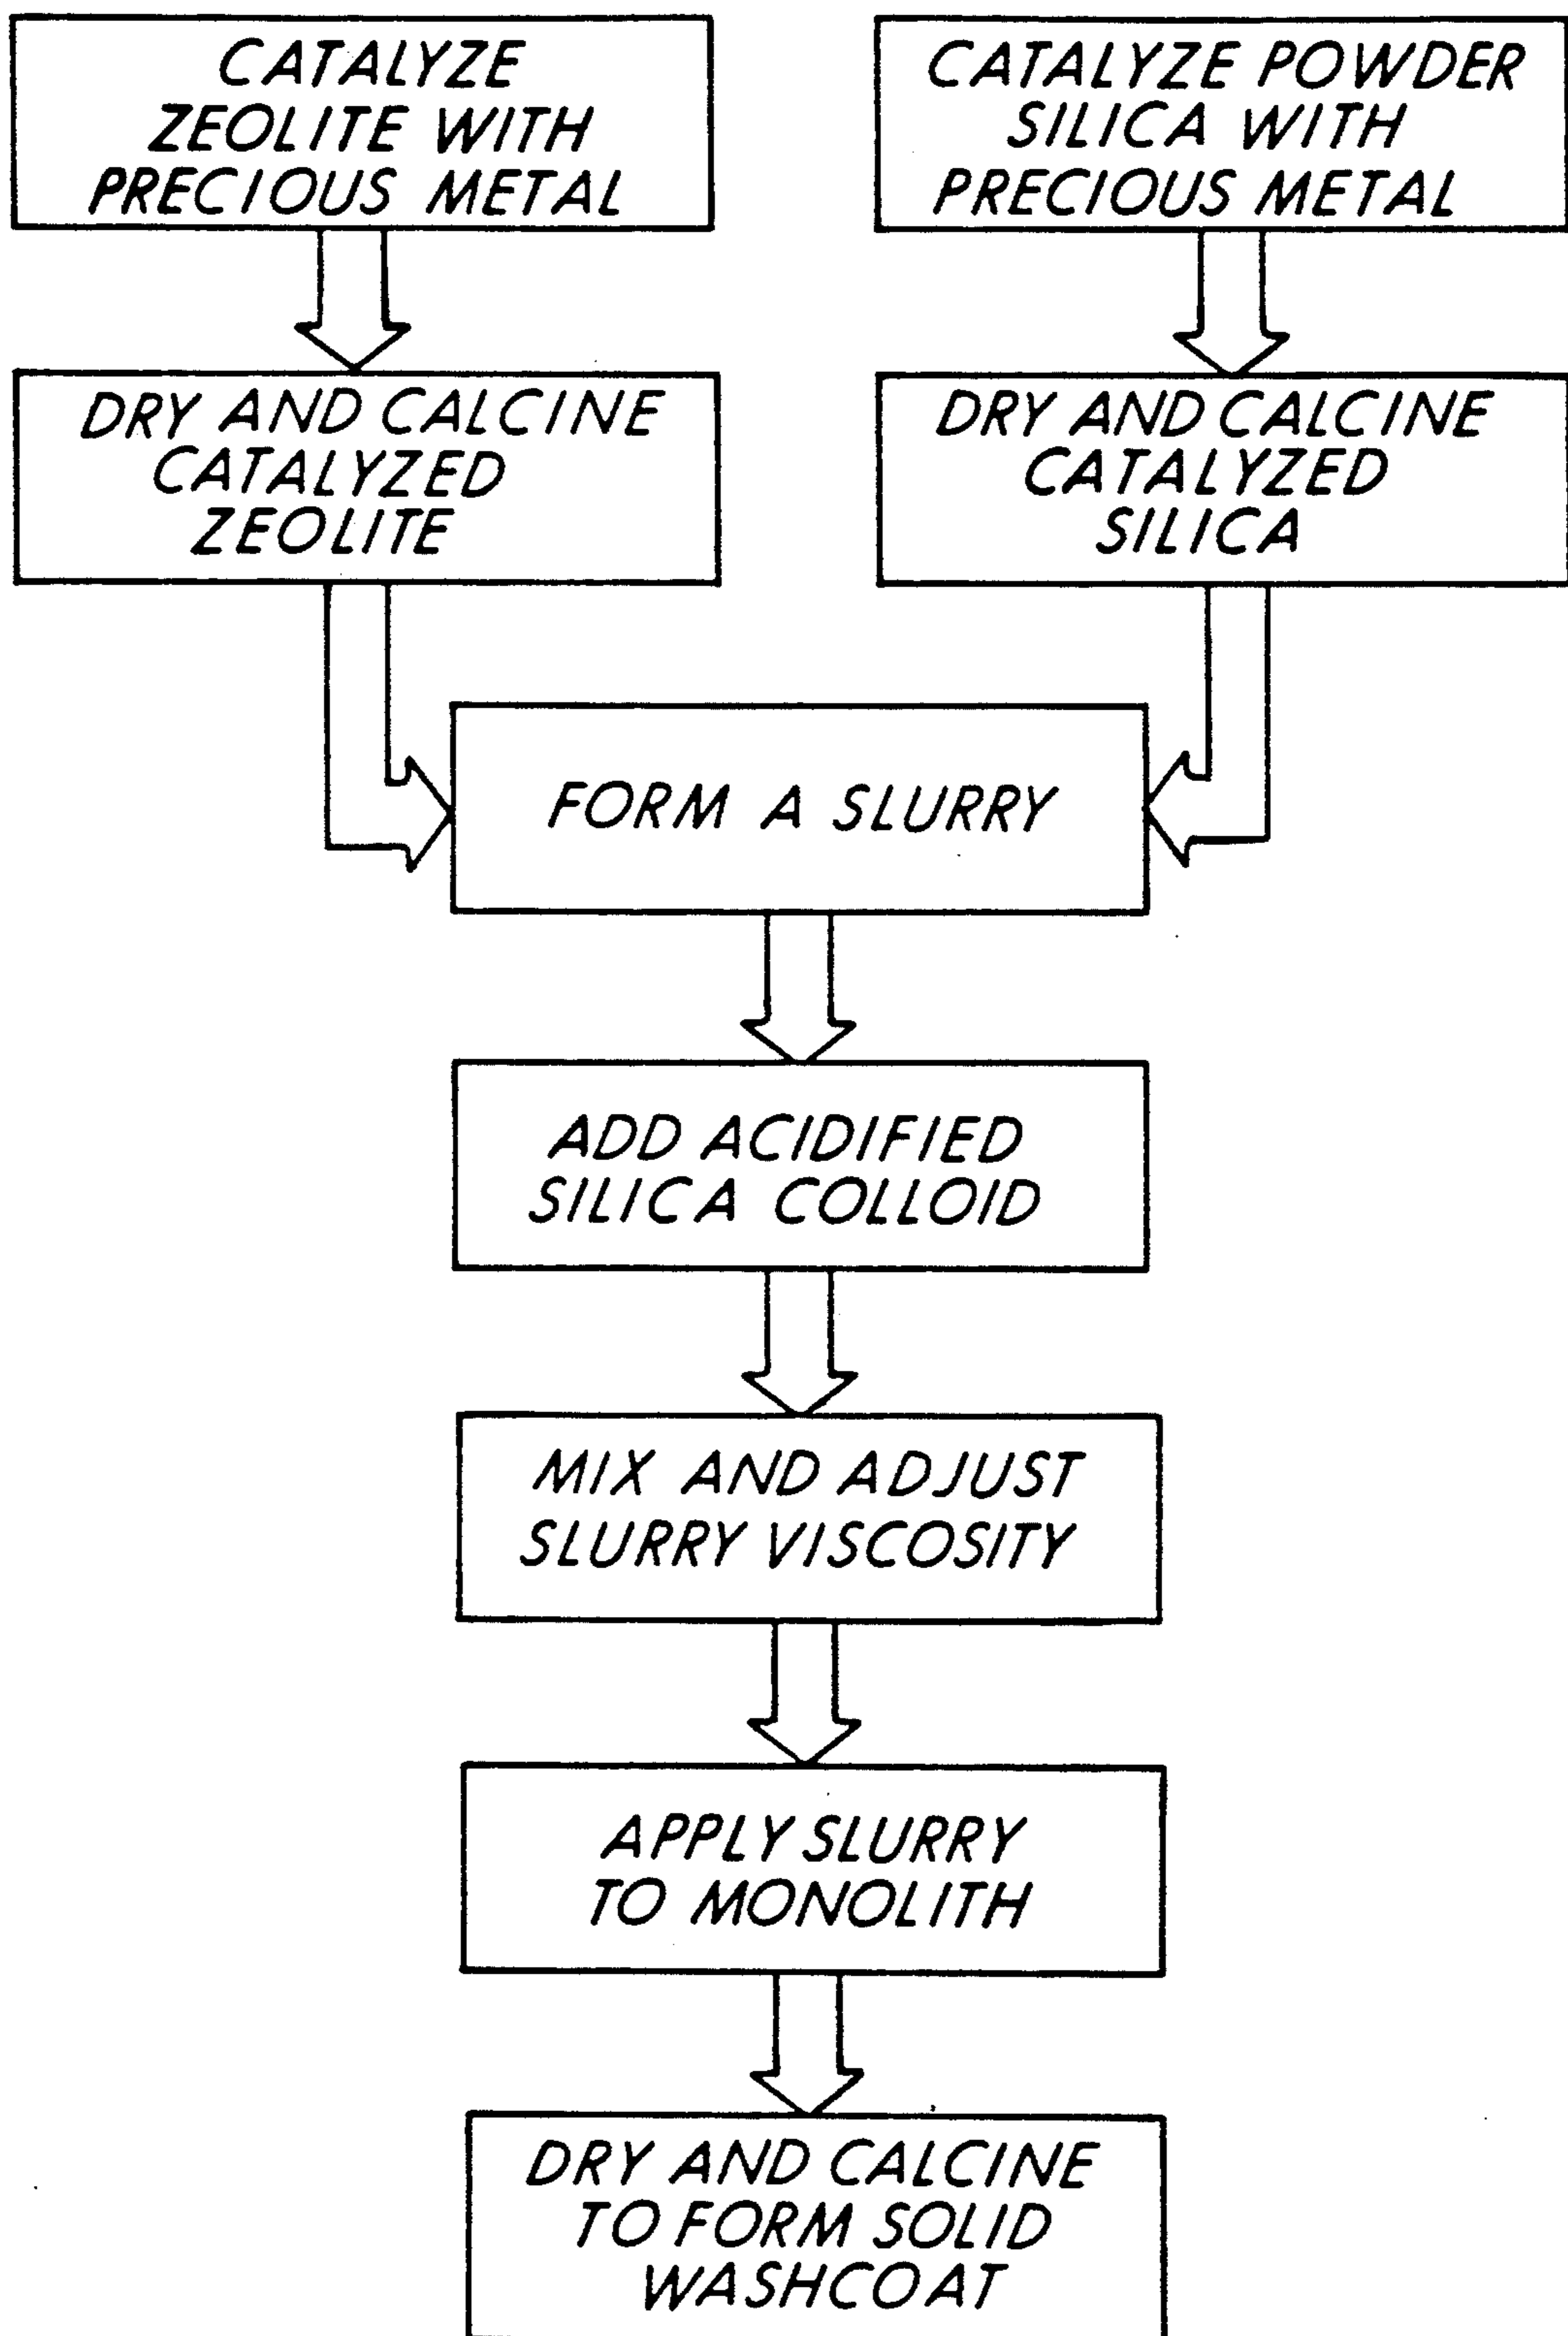 CATALYZE
ZEOLITE WITH
PRECIOUS METAL
CATALYZE POWDER
SILICA WITH
PRECIOUS METAL
DRY AND CALCINE
CATALYZED
ZEOLITE
DRY AND CALCINE
CATALYZED
SILICA
FORM A SLURRY
ADD ACIDIFIED
SILICA COLLOID
MIX AND ADJUST
SLURRY VISCOSITY
APPLY SLURRY
TO MONOLITH
DRY AND CALCINE
TO FORM SOLID
WASHCOAT